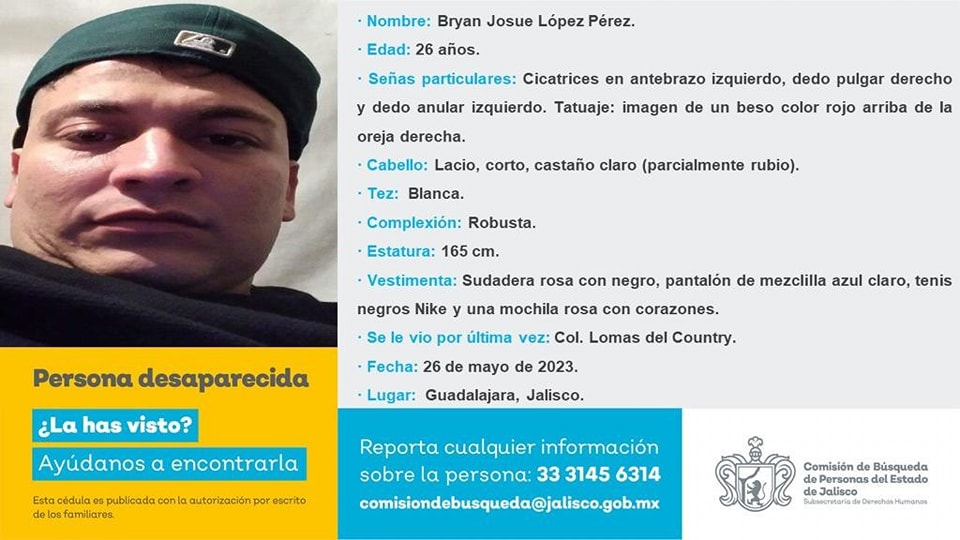 · Nombre: Bryan Josue López Pérez.
· Edad: 26 años.
· Señas particulares: Cicatrices en antebrazo izquierdo, dedo pulgar derecho
y dedo anular izquierdo. Tatuaje: imagen de un beso color rojo arriba de la
oreja derecha.
· Cabello: Lacio, corto, castaño claro (parcialmente rubio).
· Tez: Blanca.
· Complexión: Robusta.
· Estatura: 165 cm.
· Vestimenta: Sudadera rosa con negro, pantalón de mezclilla azul claro, tenis
negros Nike y una mochila rosa con corazones.
· Se le vio por última vez: Col. Lomas del Country.
· Fecha: 26 de mayo de 2023.
· Lugar: Guadalajara, Jalisco.
Persona desaparecida
¿La has visto?
Ayúdanos a encontrarla
Esta cédula es publicada con la autorización por escrito
de los familiares.
Reporta cualquier información
sobre la persona: 33 3145 6314
comisiondebusqueda@jalisco.gob.mx
Comisión de Búsqueda
de Personas del Estado
de Jalisco
Subsecretaría de Derechos Humanos